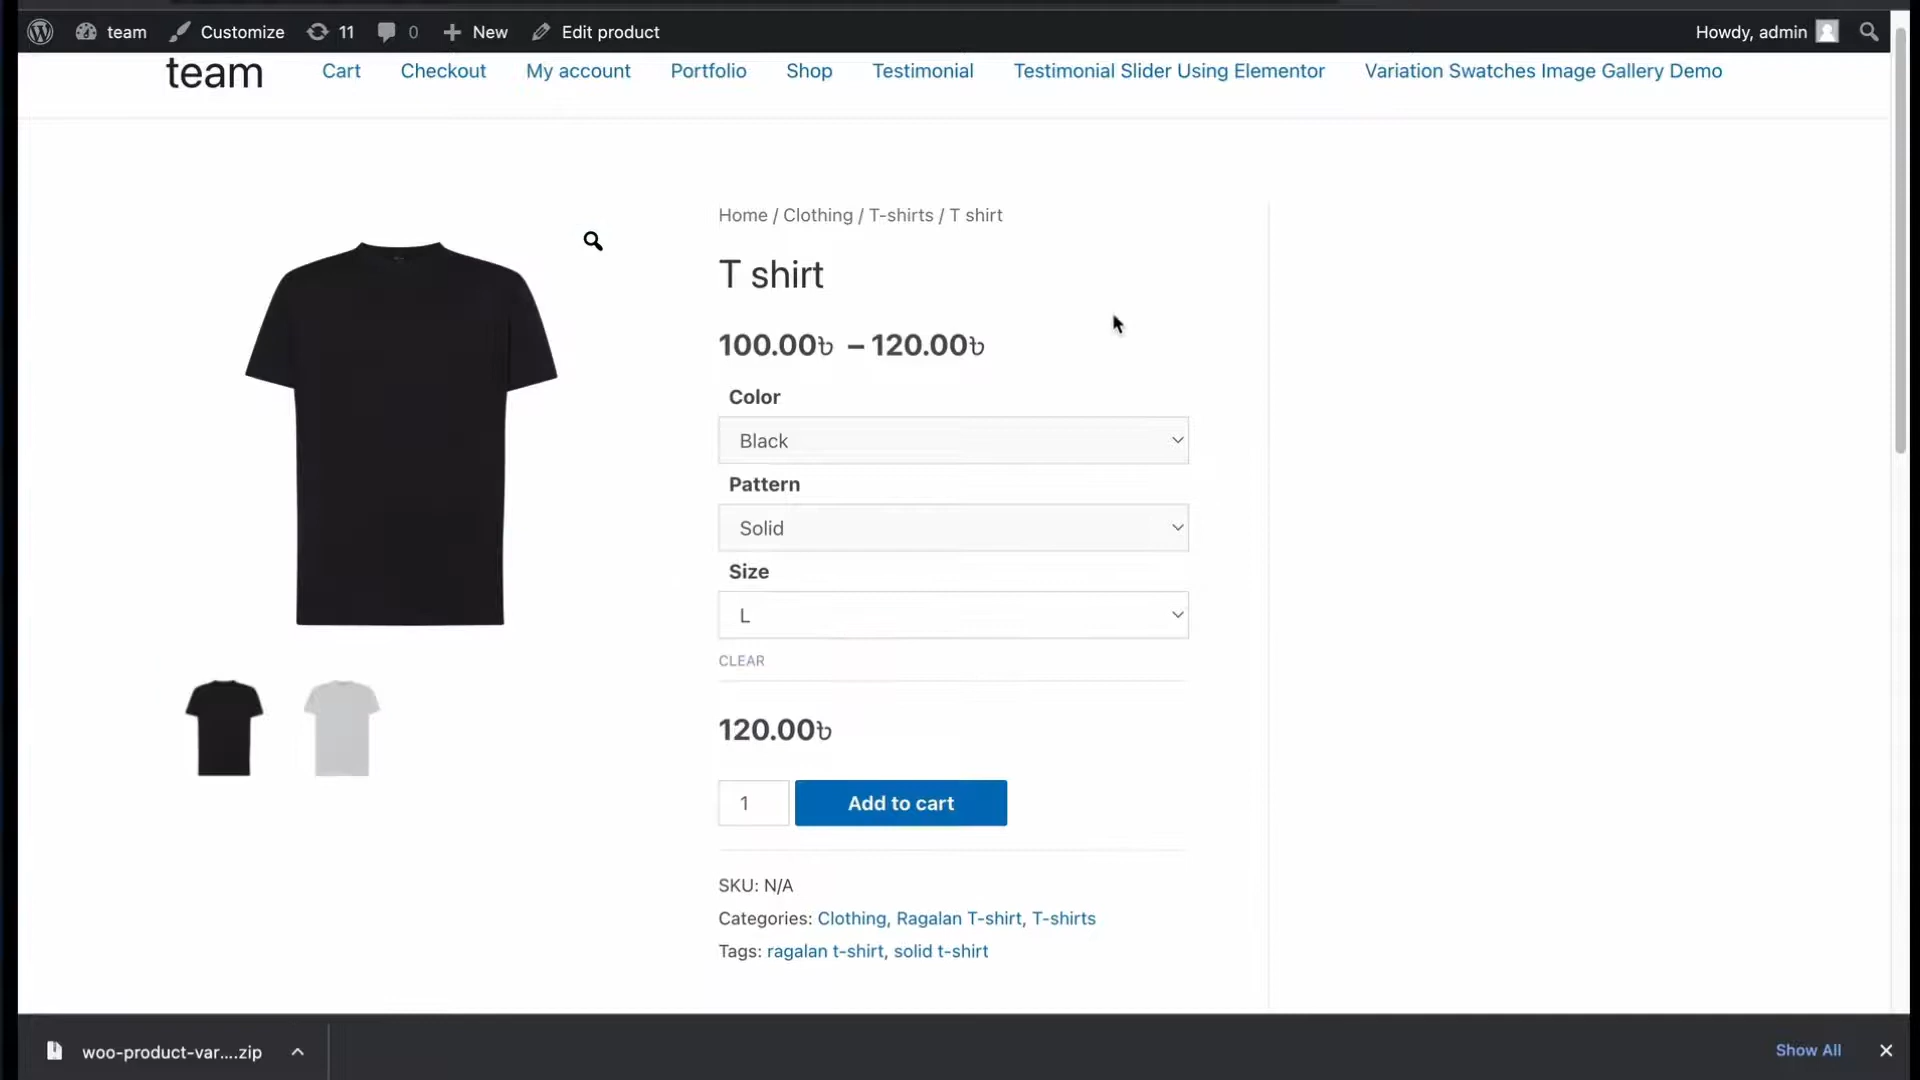 team Customize 11 0 New Edit product Howdy, admin
team Cart Checkout My account Portfolio Shop Testimonial Testimonial Slider Using Elementor Variation Swatches Image Gallery Demo
Home / Clothing / T-shirts / T shirt
T shirt
100.00৳ – 120.00৳
Color
Black
Pattern
Solid
Size
L
CLEAR
120.00৳
1 Add to cart
SKU: N/A
Categories: Clothing, Ragalan T-shirt, T-shirts
Tags: ragalan t-shirt, solid t-shirt
woo-product-var....zip Show All